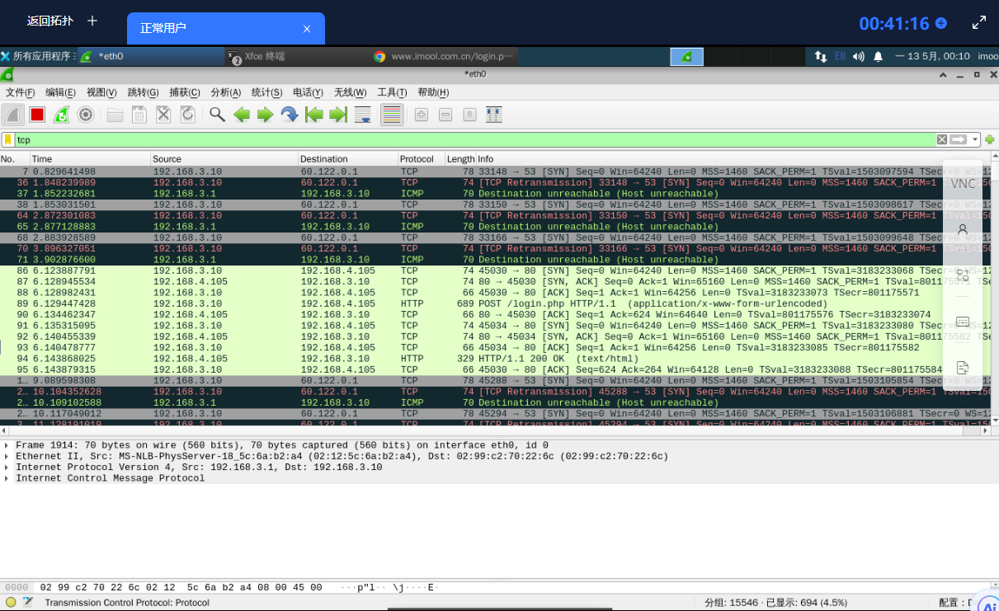 返回拓扑 +
正常用户 x
00:41:16
所有应用程序 *eth0 2 Xfce 终端 www.imool.com.cn/login.p··· EN 一 13 5月, 00:10 imoo
*eth0
文件(F) 编辑(E) 视图(V) 跳转(G) 捕获(C) 分析(A) 统计(S) 电话(Y) 无线(W) 工具(T) 帮助(H)
tcp
No. Time Source Destination Protocol Length Info
7 0.829641498 192.168.3.10 60.122.0.1 TCP 78 33148 → 53 [SYN] Seq=0 Win=64240 Len=0 MSS=1460 SACK_PERM=1 TSval=1503097594 TSecr=0 WS=12
36 1.848239989 192.168.3.10 60.122.0.1 TCP 74 [TCP Retransmission] 33148 → 53 [SYN] Seq=0 Win=64240 Len=0 MSS=1460 SACK_PERM=1 TSval=150
37 1.852232681 192.168.3.1 192.168.3.10 ICMP 70 Destination unreachable (Host unreachable)
38 1.853031501 192.168.3.10 60.122.0.1 TCP 78 33150 → 53 [SYN] Seq=0 Win=64240 Len=0 MSS=1460 SACK_PERM=1 TSval=1503098617 TSecr=0 WS=12
64 2.872301083 192.168.3.10 60.122.0.1 TCP 74 [TCP Retransmission] 33150 → 53 [SYN] Seq=0 Win=64240 Len=0 MSS=1460 SACK_PERM=1 TSval=150
65 2.877128883 192.168.3.1 192.168.3.10 ICMP 70 Destination unreachable (Host unreachable)
68 2.883928589 192.168.3.10 60.122.0.1 TCP 78 33166 → 53 [SYN] Seq=0 Win=64240 Len=0 MSS=1460 SACK_PERM=1 TSval=1503099648 TSecr=0 WS=12
70 3.896327051 192.168.3.10 60.122.0.1 TCP 74 [TCP Retransmission] 33166 → 53 [SYN] Seq=0 Win=64240 Len=0 MSS=1460 SACK_PERM=1 TSval=150
71 3.902876600 192.168.3.1 192.168.3.10 ICMP 70 Destination unreachable (Host unreachable)
86 6.123887791 192.168.3.10 192.168.4.105 TCP 74 45030 → 80 [SYN] Seq=0 Win=64240 Len=0 MSS=1460 SACK_PERM=1 TSval=3183233068 TSecr=0 WS=12
87 6.128945534 192.168.4.105 192.168.3.10 TCP 74 80 → 45030 [SYN, ACK] Seq=0 Ack=1 Win=65160 Len=0 MSS=1460 SACK_PERM=1 TSval=801175571 TSe
88 6.128982431 192.168.3.10 192.168.4.105 TCP 66 45030 → 80 [ACK] Seq=1 Ack=1 Win=64256 Len=0 TSval=3183233073 TSecr=801175571
89 6.129447428 192.168.3.10 192.168.4.105 HTTP 689 POST /login.php HTTP/1.1 (application/x-www-form-urlencoded)
90 6.134462347 192.168.4.105 192.168.3.10 TCP 66 80 → 45030 [ACK] Seq=1 Ack=624 Win=64640 Len=0 TSval=801175576 TSecr=3183233074
91 6.135315095 192.168.3.10 192.168.4.105 TCP 74 45034 → 80 [SYN] Seq=0 Win=64240 Len=0 MSS=1460 SACK_PERM=1 TSval=3183233080 TSecr=0 WS=12
92 6.140455339 192.168.4.105 192.168.3.10 TCP 74 80 → 45034 [SYN, ACK] Seq=0 Ack=1 Win=65160 Len=0 MSS=1460 SACK_PERM=1 TSval=801175582 TSe
93 6.140478777 192.168.3.10 192.168.4.105 TCP 66 45034 → 80 [ACK] Seq=1 Ack=1 Win=64256 Len=0 TSval=3183233085 TSecr=801175582
94 6.143868025 192.168.4.105 192.168.3.10 HTTP 329 HTTP/1.1 200 OK (text/html)
95 6.143879315 192.168.3.10 192.168.4.105 TCP 66 45030 → 80 [ACK] Seq=624 Ack=264 Win=64128 Len=0 TSval=3183233088 TSecr=801175584
1… 9.089598308 192.168.3.10 60.122.0.1 TCP 78 45288 → 53 [SYN] Seq=0 Win=64240 Len=0 MSS=1460 SACK_PERM=1 TSval=1503105854 TSecr=0 WS=12
2… 10.104352628 192.168.3.10 60.122.0.1 TCP 74 [TCP Retransmission] 45288 → 53 [SYN] Seq=0 Win=64240 Len=0 MSS=1460 SACK_PERM=1 TSval=150
2… 10.109102588 192.168.3.1 192.168.3.10 ICMP 70 Destination unreachable (Host unreachable)
2… 10.117049012 192.168.3.10 60.122.0.1 TCP 78 45294 → 53 [SYN] Seq=0 Win=64240 Len=0 MSS=1460 SACK_PERM=1 TSval=1503106881 TSecr=0 WS=12
3… 11.128191019 192.168.3.10 60.122.0.1 TCP 74 [TCP Retransmission] 45294 → 53 [SYN] Seq=0 Win=64240 Len=0 MSS=1460 SACK_PERM=1 TSval=150
VNC
Frame 1914: 70 bytes on wire (560 bits), 70 bytes captured (560 bits) on interface eth0, id 0
Ethernet II, Src: MS-NLB-PhysServer-18_5c:6a:b2:a4 (02:12:5c:6a:b2:a4), Dst: 02:99:c2:70:22:6c (02:99:c2:70:22:6c)
Internet Protocol Version 4, Src: 192.168.3.1, Dst: 192.168.3.10
Internet Control Message Protocol
0000 02 99 c2 70 22 6c 02 12 5c 6a b2 a4 08 00 45 00 ···p"l·· \j····E·
Transmission Control Protocol: Protocol 分组: 15546 · 已显示: 694 (4.5%) 配置:
Ai